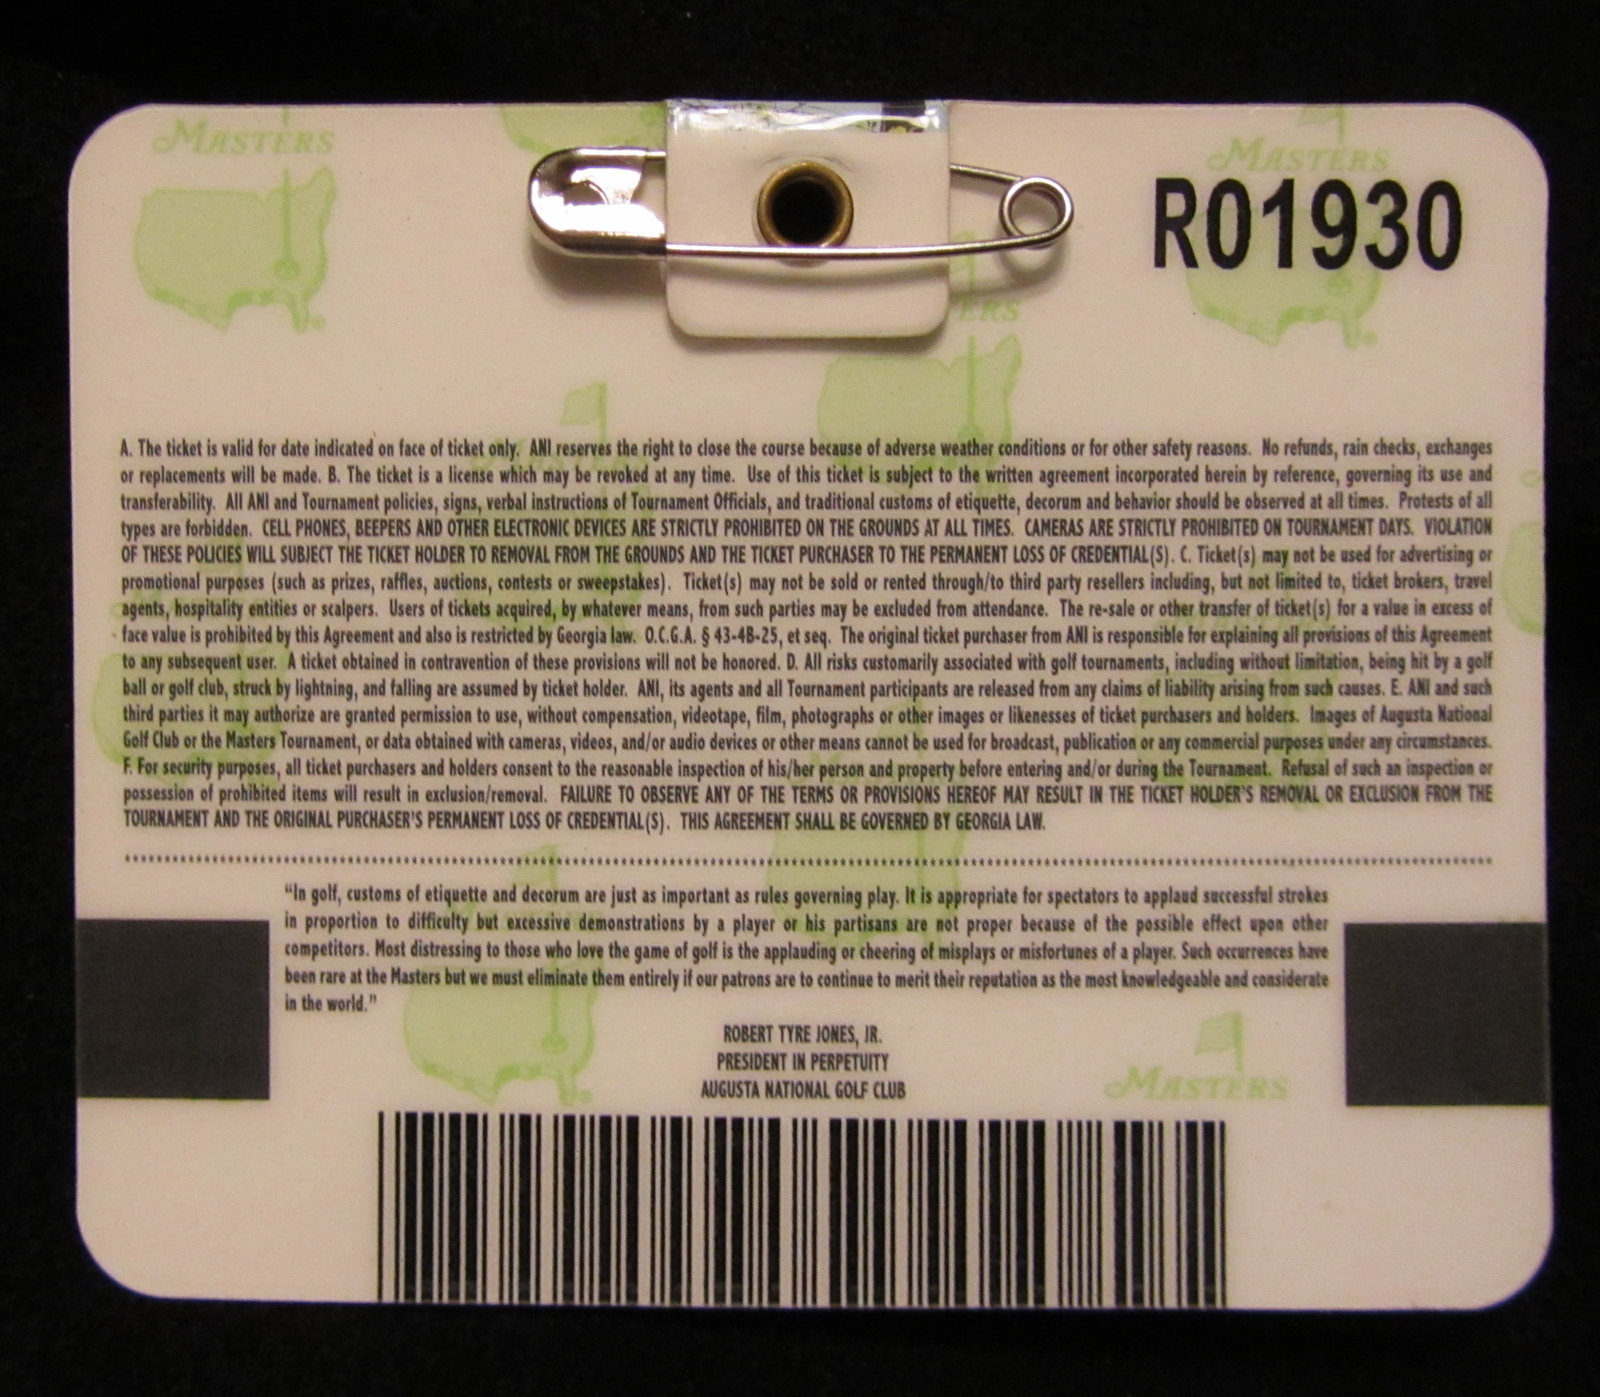 MASTERS
MASTERS
R01930
ERS
A. The ticket is valid for date indicated on face of ticket only. ANI reserves the right to close the course because of adverse weather conditions or for other safety reasons. No refunds, rain checks, exchanges
or replacements will be made. B. The ticket is a license which may be revoked at any time. Use of this ticket is subject to the written agreement incorporated herein by reference, governing its use and
transferability. All ANI and Tournament policies, signs, verbal instructions of Tournament Officials, and traditional customs of etiquette, decorum and behavior should be observed at all times. Protests of all
types are forbidden. CELL PHONES, BEEPERS AND OTHER ELECTRONIC DEVICES ARE STRICTLY PROHIBITED ON THE GROUNDS AT ALL TIMES. CAMERAS ARE STRICTLY PROHIBITED ON TOURNAMENT DAYS. VIOLATION
OF THESE POLICIES WILL SUBJECT THE TICKET HOLDER TO REMOVAL FROM THE GROUNDS AND THE TICKET PURCHASER TO THE PERMANENT LOSS OF CREDENTIAL(S). C. Ticket(s) may not be used for advertising or
promotional purposes (such as prizes, raffles, auctions, contests or sweepstakes). Ticket(s) may not be sold or rented through/to third party resellers including, but not limited to, ticket brokers, travel
agents, hospitality entities or scalpers. Users of tickets acquired, by whatever means, from such parties may be excluded from attendance. The re-sale or other transfer of ticket(s) for a value in excess of
face value is prohibited by this Agreement and also is restricted by Georgia law. O.C.G.A. § 43-4B-25, et seq. The original ticket purchaser from ANI is responsible for explaining all provisions of this Agreement
to any subsequent user. A ticket obtained in contravention of these provisions will not be honored. D. All risks customarily associated with golf tournaments, including without limitation, being hit by a golf
ball or golf club, struck by lightning, and falling are assumed by ticket holder. ANI, its agents and all Tournament participants are released from any claims of liability arising from such causes. E. ANI and such
third parties it may authorize are granted permission to use, without compensation, videotape, film, photographs or other images or likenesses of ticket purchasers and holders. Images of Augusta National
Golf Club or the Masters Tournament, or data obtained with cameras, videos, and/or audio devices or other means cannot be used for broadcast, publication or any commercial purposes under any circumstances.
F. For security purposes, all ticket purchasers and holders consent to the reasonable inspection of his/her person and property before entering and/or during the Tournament. Refusal of such an inspection or
possession of prohibited items will result in exclusion/removal. FAILURE TO OBSERVE ANY OF THE TERMS OR PROVISIONS HEREOF MAY RESULT IN THE TICKET HOLDER'S REMOVAL OR EXCLUSION FROM THE
TOURNAMENT AND THE ORIGINAL PURCHASER'S PERMANENT LOSS OF CREDENTIAL(S). THIS AGREEMENT SHALL BE GOVERNED BY GEORGIA LAW.
“In golf, customs of etiquette and decorum are just as important as rules governing play. It is appropriate for spectators to applaud successful strokes
in proportion to difficulty but excessive demonstrations by a player or his partisans are not proper because of the possible effect upon other
competitors. Most distressing to those who love the game of golf is the applauding or cheering of misplays or misfortunes of a player. Such occurrences have
been rare at the Masters but we must eliminate them entirely if our patrons are to continue to merit their reputation as the most knowledgeable and considerate
in the world.”
ROBERT TYRE JONES, JR.
PRESIDENT IN PERPETUITY
AUGUSTA NATIONAL GOLF CLUB
MASTERS